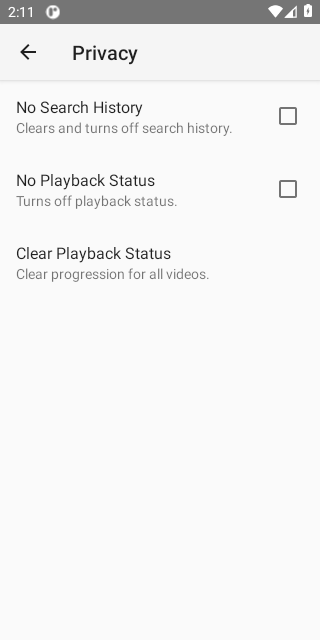 2:11
Privacy
No Search History
Clears and turns off search history.
No Playback Status
Turns off playback status.
Clear Playback Status
Clear progression for all videos.